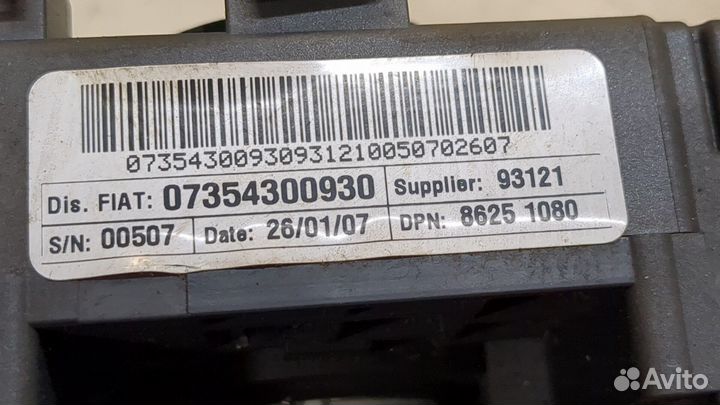 07354300930931210050702607
Dis. FIAT: 07354300930 Supplier: 93121
S/N: 00507 Date: 26/01/07 DPN: 8625 1080
Avito